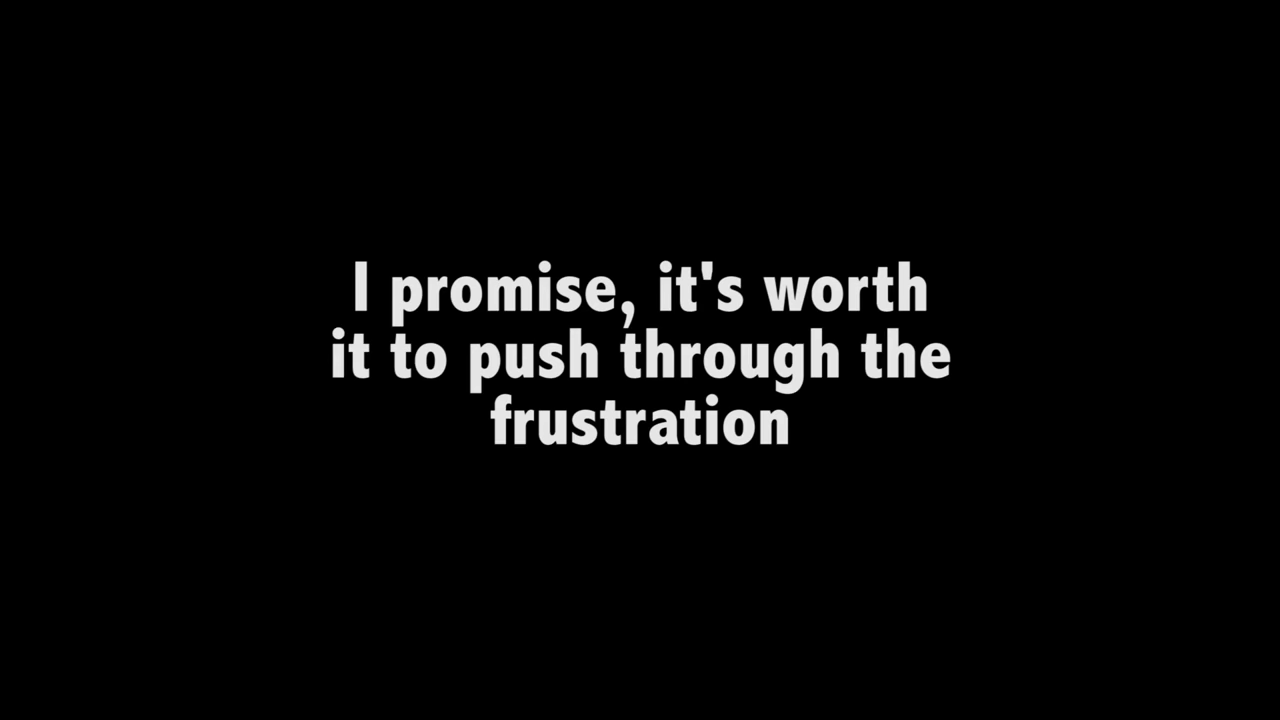 I promise, it's worth
it to push through the
frustration